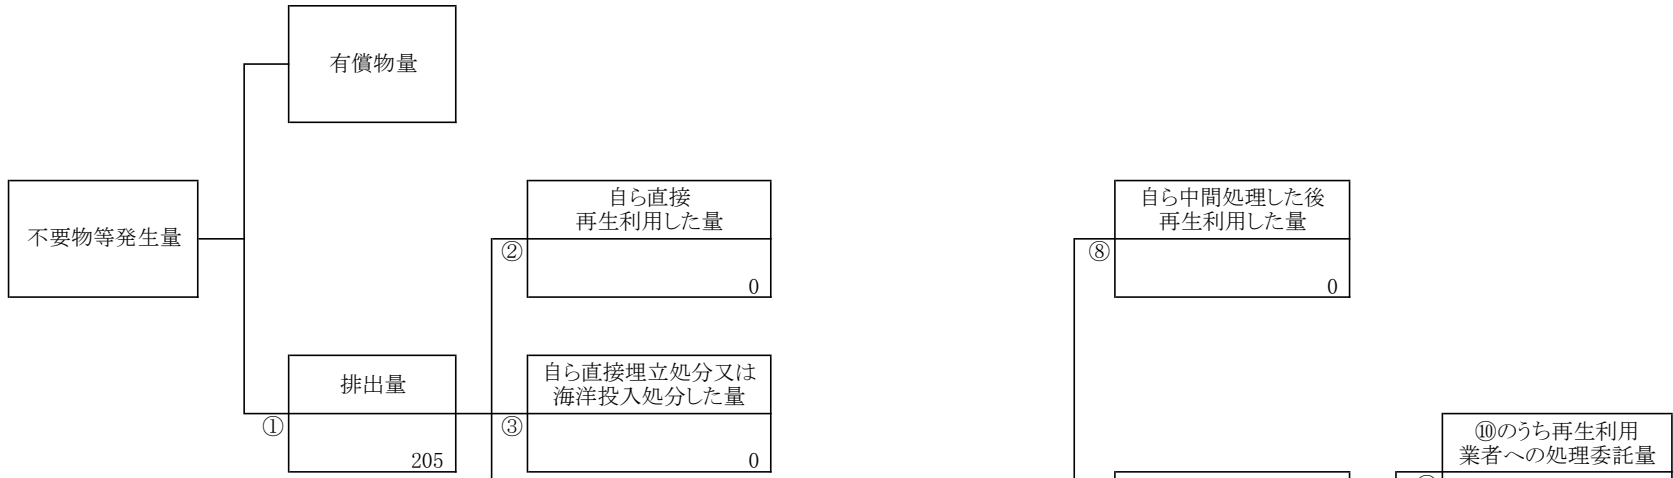 有償物量
不要物等発生量
自ら直接
再生利用した量
②
0
自ら中間処理した後
再生利用した量
⑧
0
排出量
①
205
自ら直接埋立処分又は
海洋投入処分した量
③
0
⑩のうち再生利用
業者への処理委託量